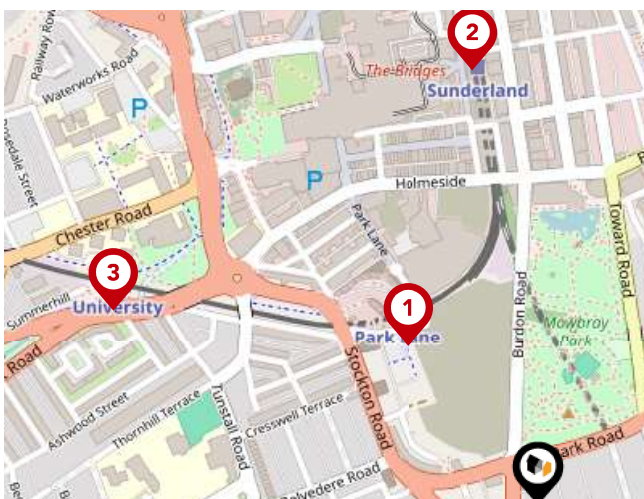 Railway Row
Waterworks Road
Rosedale Street
P
2
The Bridges
Sunderland
P
Holmeside
Chester Road
Park Lane
Toward Road
3
Summerhill
University
1
Park Lane
Burdon Road
Mowbray
Park
Road
Stockton Road
Ashwood Street
Thornhill Terrace
Tunstall Road
Cresswell Terrace
Belvedere Road
ark Road